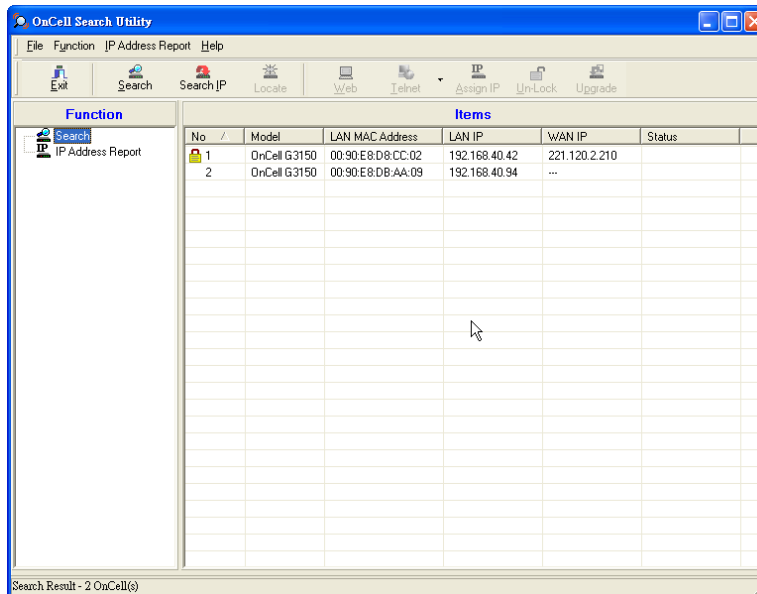 OnCell Search Utility
File Function IP Address Report Help
Exit Search Search IP Locate Web Telnet IP Assign IP Un-Lock Upgrade
Function Items
Search
IP IP Address Report
No Model LAN MAC Address LAN IP WAN IP Status
1 OnCell G3150 00:90:E8:D8:CC:02 192.168.40.42 221.120.2.210
2 OnCell G3150 00:90:E8:DB:AA:09 192.168.40.94 ...
Search Result - 2 OnCell(s)